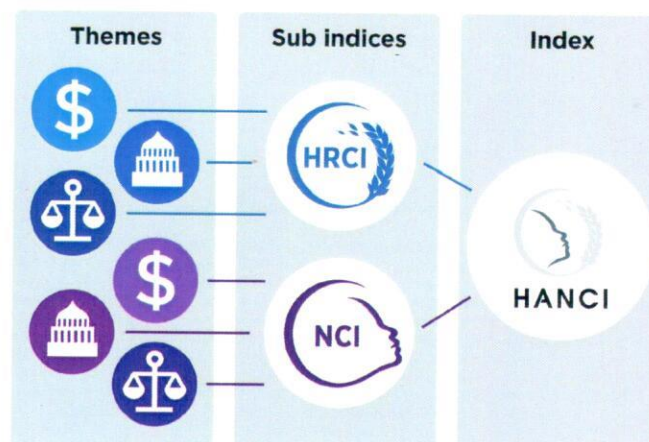 Themes
Sub indices
Index
$
HRCI
$
NCI
HANCI